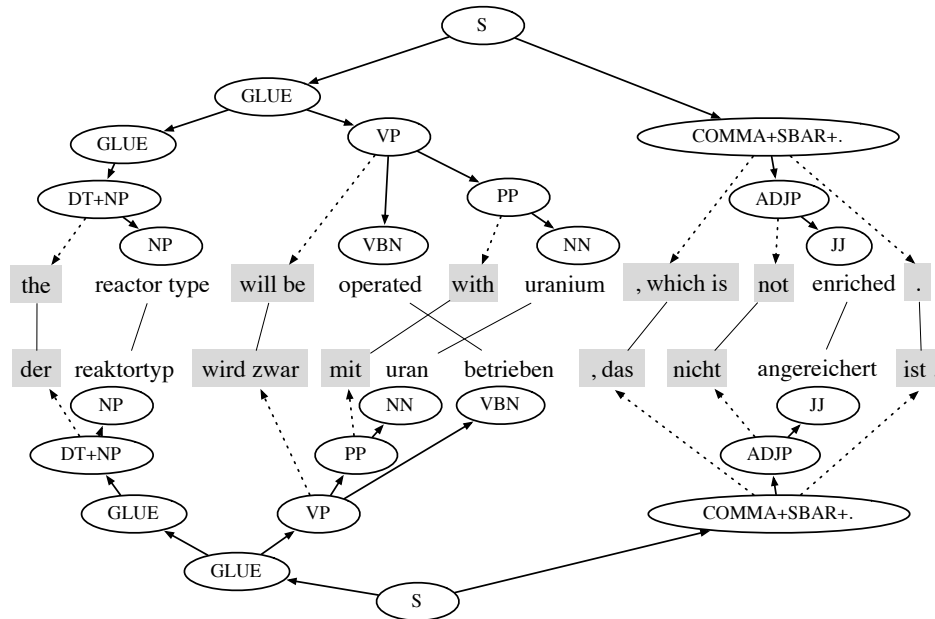 S
GLUE
GLUE VP COMMA+SBAR+.
DT+NP PP ADJP
NP VBN NN JJ
the reactor type will be operated with uranium , which is not enriched .
der reaktortyp wird zwar mit uran betrieben , das nicht angereichert ist .
NP NN VBN JJ
DT+NP PP ADJP
GLUE VP COMMA+SBAR+.
GLUE
S